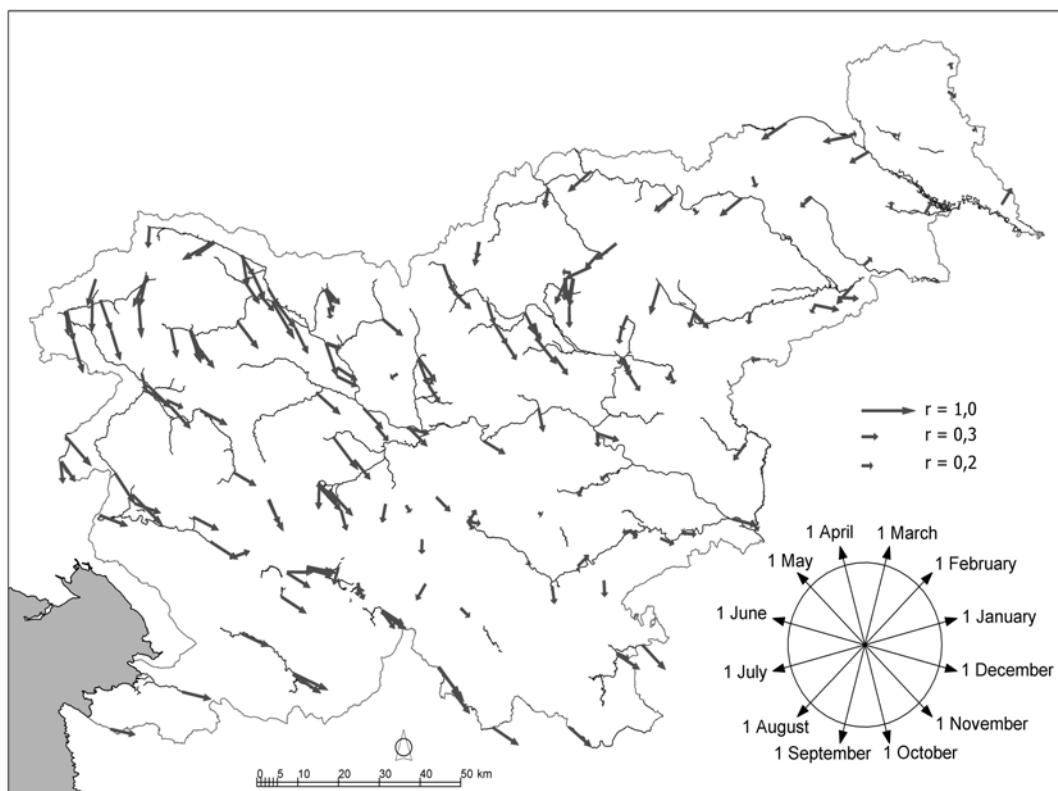 r = 1,0
r = 0,3
r = 0,2
1 April
1 March
1 May
1 February
1 June
1 January
1 July
1 December
1 August
1 November
1 September
1 October
0 5 10 20 30 40 50 km